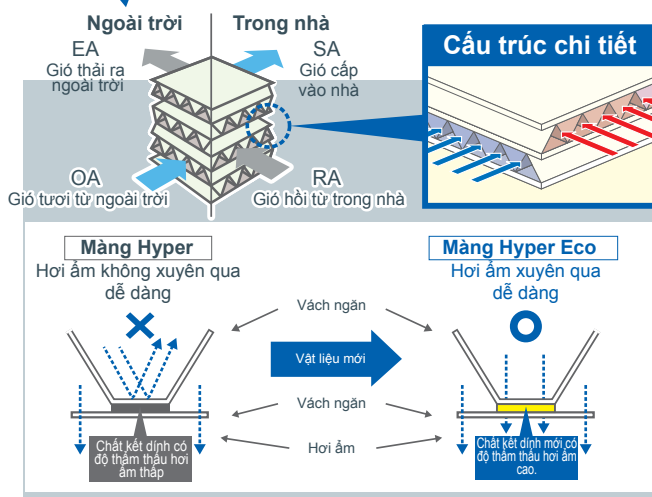 Ngoài trời
Trong nhà
EA
Gió thải ra
ngoài trời
SA
Gió cấp
vào nhà
Cấu trúc chi tiết
OA
Gió tươi từ ngoài trời
RA
Gió hồi từ trong nhà
Màng Hyper
Hơi ẩm không xuyên qua
dễ dàng
Màng Hyper Eco
Hơi ẩm xuyên qua
dễ dàng
Vách ngăn
Vật liệu mới
Vách ngăn
Hơi ẩm
Chất kết dính có
độ thẩm thấu hơi
ẩm thấp
Chất kết dính mới có
độ thẩm thấu hơi ẩm
cao.